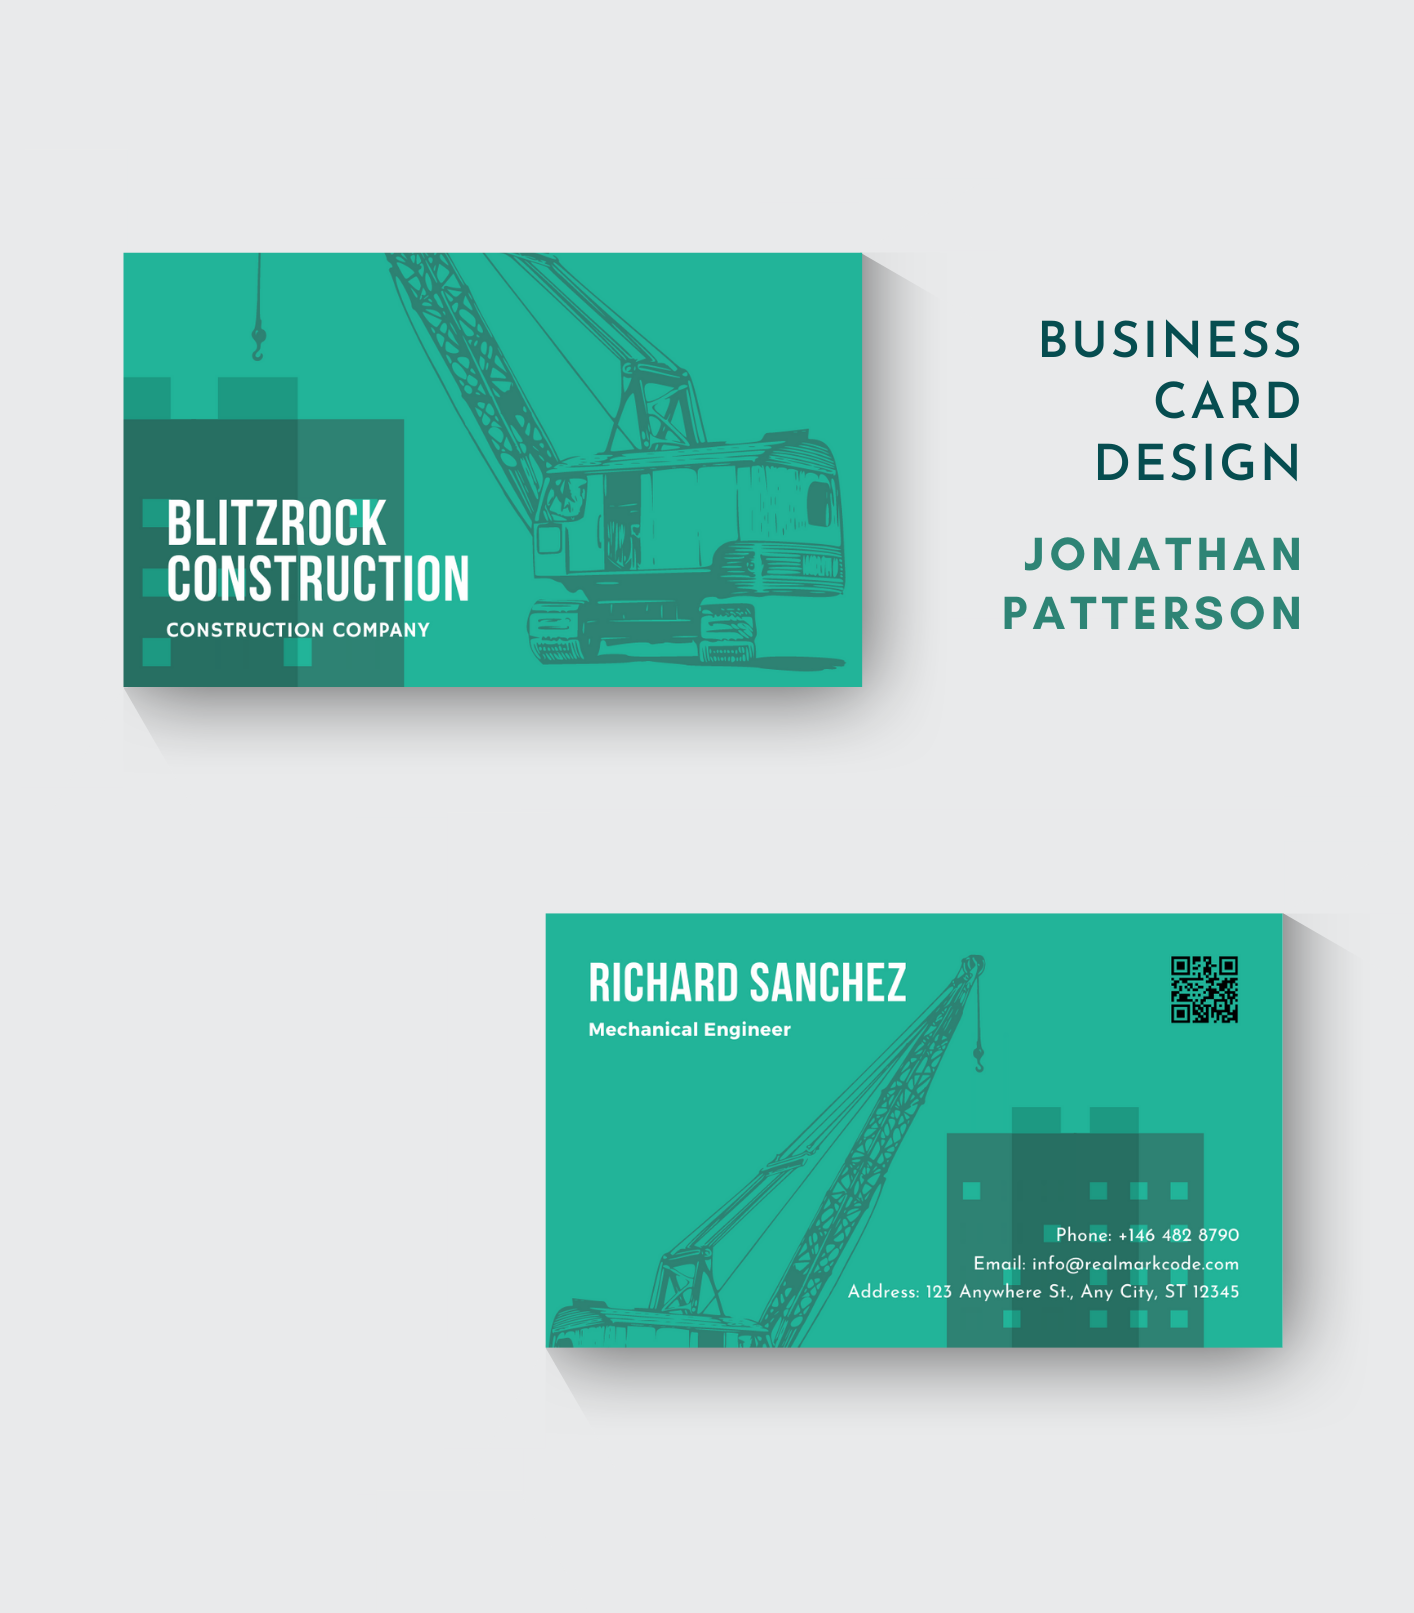 BUSINESS
CARD
DESIGN
JONATHAN
PATTERSON
BLITZROCK
CONSTRUCTION
CONSTRUCTION COMPANY
RICHARD SANCHEZ
Mechanical Engineer
Phone: +146 482 8790
Email: info@realmarkcode.com
Address: 123 Anywhere St., Any City, ST 12345